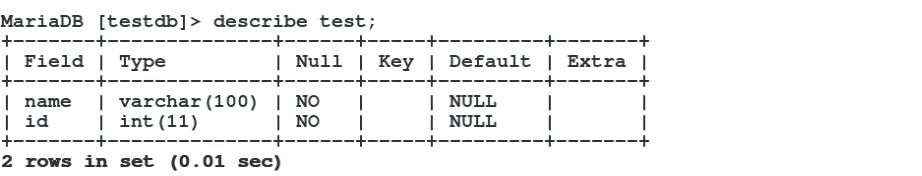 MariaDB [testdb]> describe test;
+-------+--------------+------+-----+---------+-------+
| Field | Type         | Null | Key | Default | Extra |
+-------+--------------+------+-----+---------+-------+
| name  | varchar(100) | NO   |     | NULL    |       |
| id    | int(11)      | NO   |     | NULL    |       |
+-------+--------------+------+-----+---------+-------+
2 rows in set (0.01 sec)